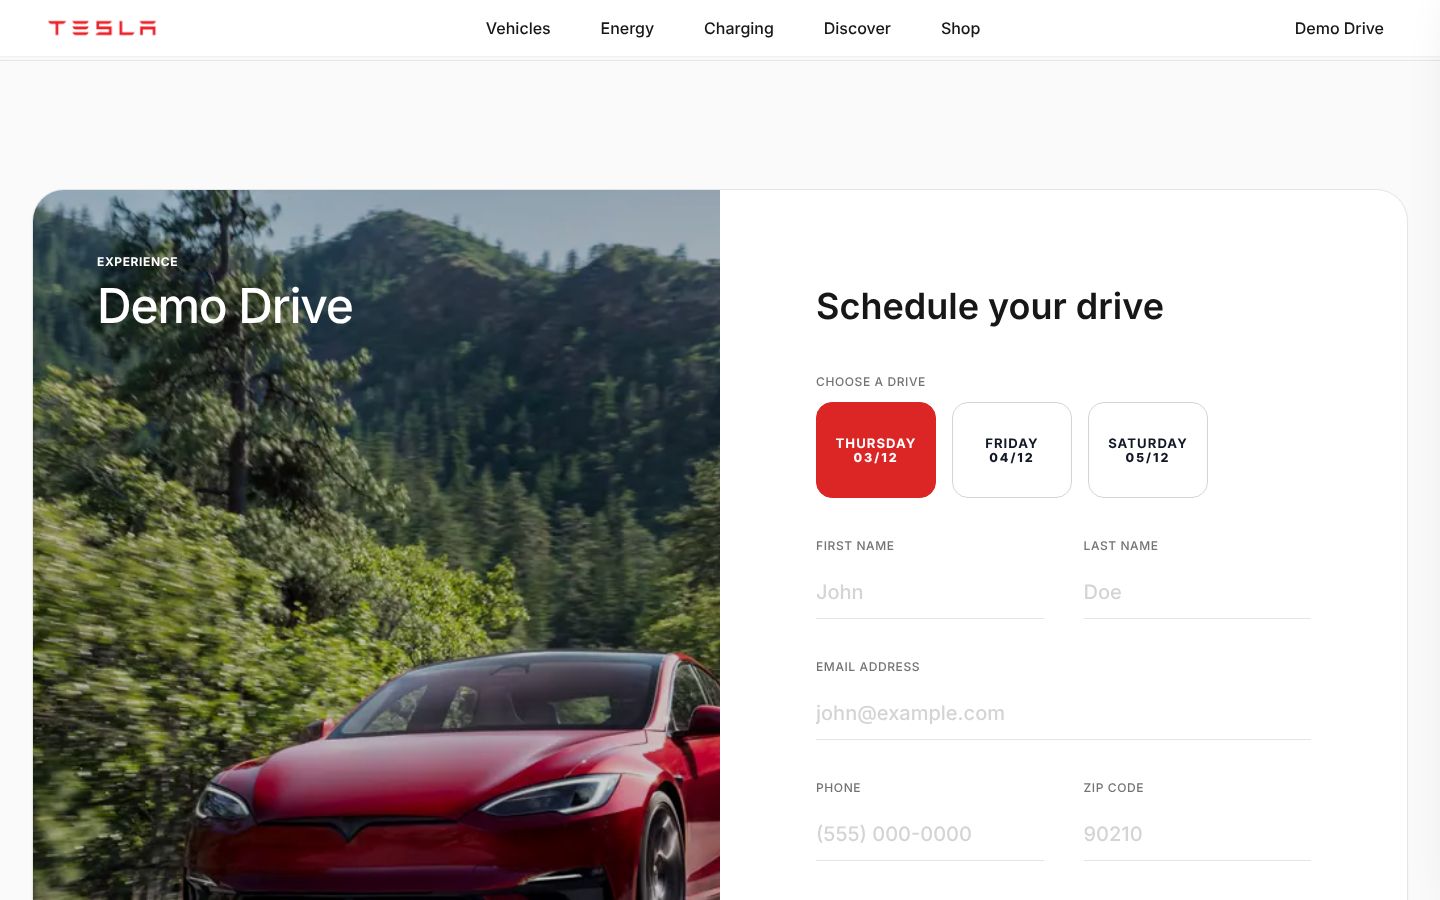 TESLA
Vehicles
Energy
Charging
Discover
Shop
Demo Drive
EXPERIENCE
Demo Drive
Schedule your drive
CHOOSE A DRIVE
THURSDAY
03/12
FRIDAY
04/12
SATURDAY
05/12
FIRST NAME
LAST NAME
John
Doe
EMAIL ADDRESS
john@example.com
PHONE
ZIP CODE
(555) 000-0000
90210